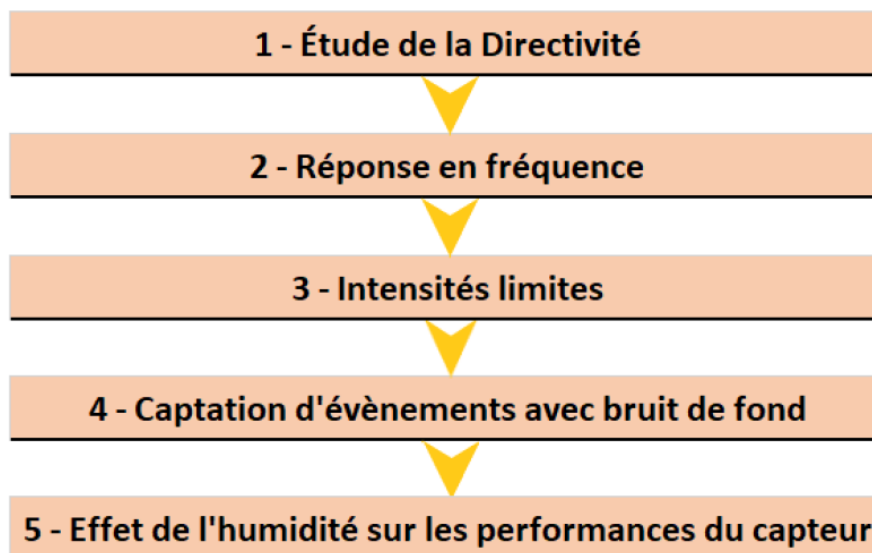 1 - Étude de la Directivité
2 - Réponse en fréquence
3 - Intensités limites
4 - Captation d'évènements avec bruit de fond
5 - Effet de l'humidité sur les performances du capteur